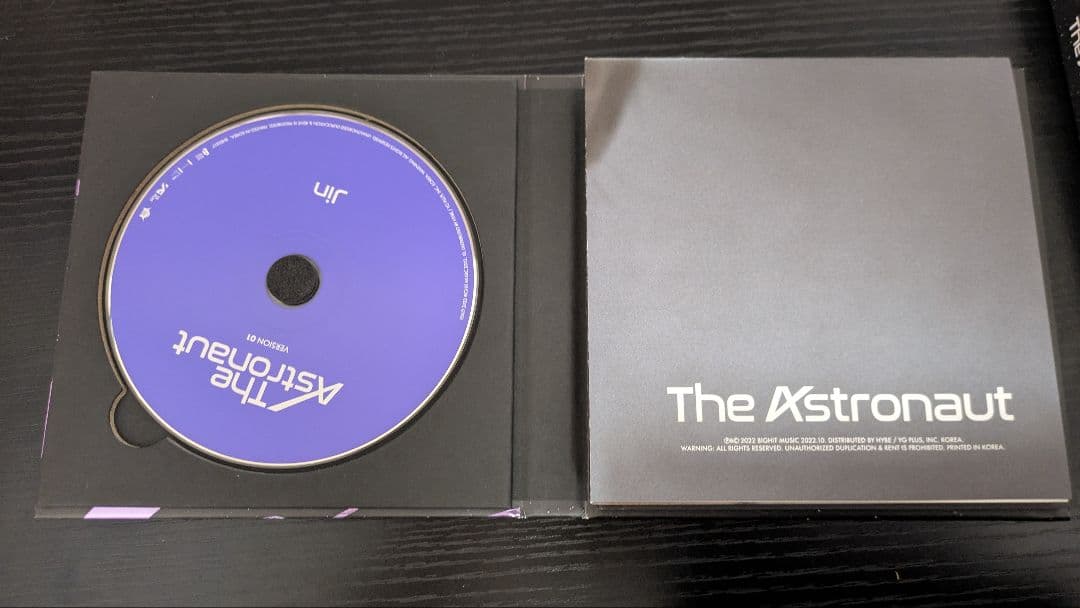 Jin
VERSION 01
The
Astronaut
The Astronaut
℗&© 2022 BIGHIT MUSIC 2022.10. DISTRIBUTED BY HYBE / YG PLUS, INC. KOREA.
WARNING: ALL RIGHTS RESERVED. UNAUTHORIZED DUPLICATION & RENT IS PROHIBITED. PRINTED IN KOREA.